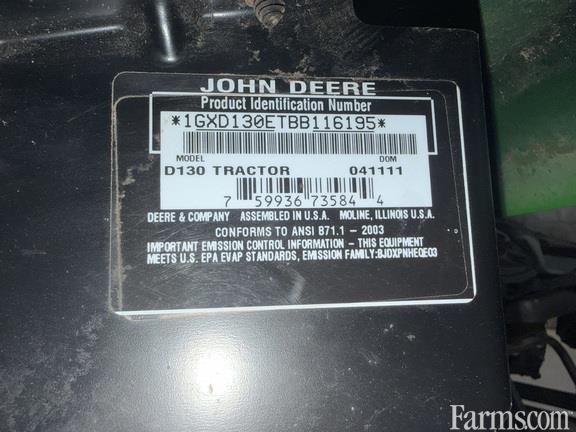 JOHN DEERE
Product Identification Number
*1GXD130ETBB116195*
MODEL DOM
D130 TRACTOR 041111
7 59936 73584 4
DEERE & COMPANY ASSEMBLED IN U.S.A. MOLINE, ILLINOIS U.S.A.
CONFORMS TO ANSI B71.1 - 2003
IMPORTANT EMISSION CONTROL INFORMATION - THIS EQUIPMENT
MEETS U.S. EPA EVAP STANDARDS, EMISSION FAMILY:BJDXPNHEQE03
Farms.com